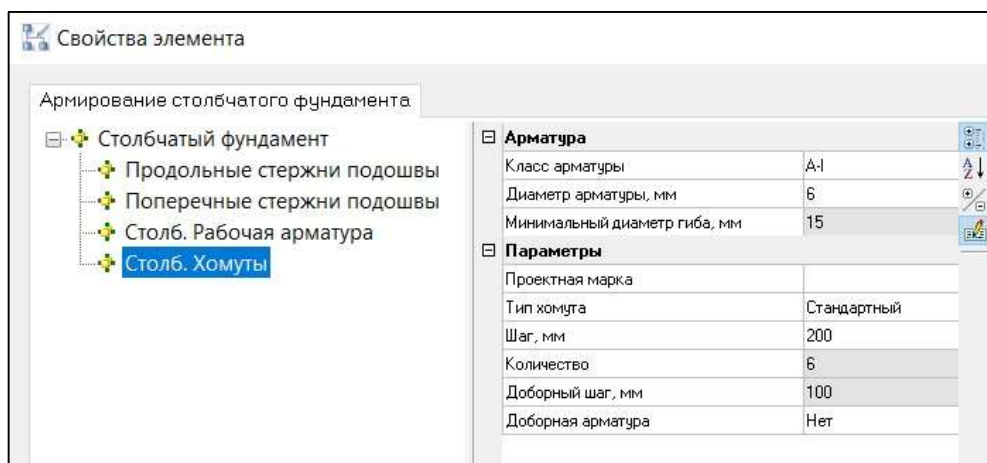 Свойства элемента
Армирование столбчатого фундамента
Столбчатый фундамент
Продольные стержни подошвы
Поперечные стержни подошвы
Столб. Рабочая арматура
Столб. Хомуты
Арматура
Класс арматуры A-I
Диаметр арматуры, мм 6
Минимальный диаметр гиба, мм 15
Параметры
Проектная марка
Тип хомута Стандартный
Шаг, мм 200
Количество 6
Доборный шаг, мм 100
Доборная арматура Нет